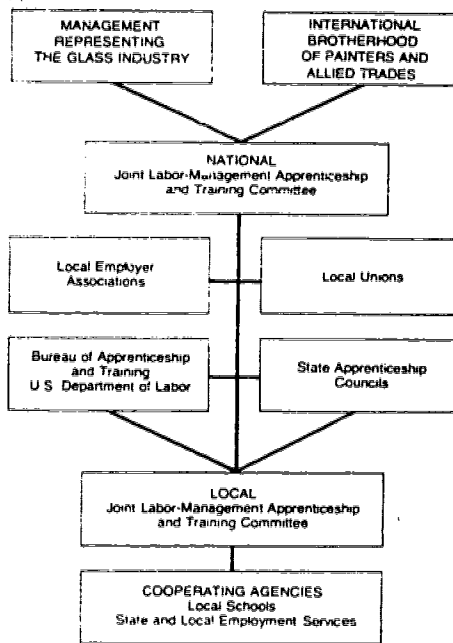 MANAGEMENT
REPRESENTING
THE GLASS INDUSTRY
INTERNATIONAL
BROTHERHOOD
OF PAINTERS AND
ALLIED TRADES
NATIONAL
Joint Labor-Management Apprenticeship
and Training Committee
Local Employer
Associations
Local Unions
Bureau of Apprenticeship
and Training
U.S. Department of Labor
State Apprenticeship
Councils
LOCAL
Joint Labor-Management Apprenticeship
and Training Committee
COOPERATING AGENCIES
Local Schools
State and Local Employment Services